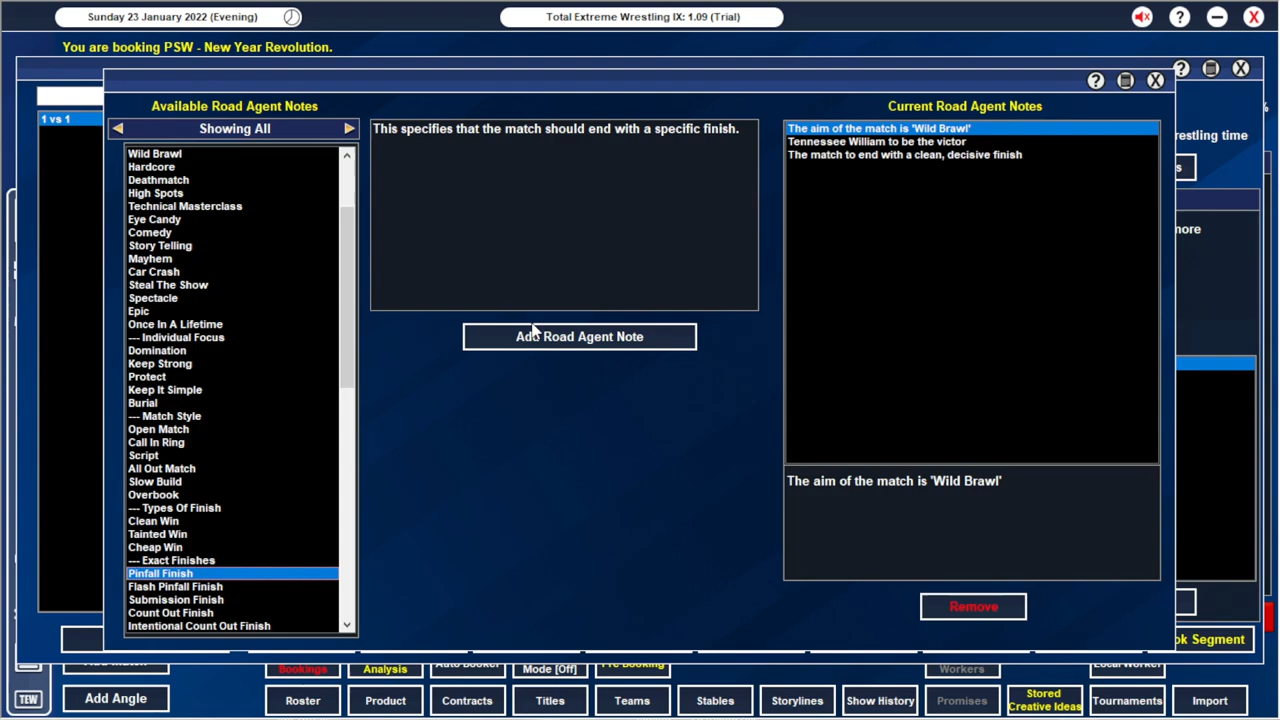 Sunday 23 January 2022 (Evening)
Total Extreme Wrestling IX: 1.09 (Trial)
You are booking PSW - New Year Revolution.
Available Road Agent Notes
Showing All
Wild Brawl
Hardcore
Deathmatch
High Spots
Technical Masterclass
Eye Candy
Comedy
Story Telling
Mayhem
Car Crash
Steal The Show
Spectacle
Epic
Once In A Lifetime
--- Individual Focus
Domination
Keep Strong
Protect
Keep It Simple
Burial
--- Match Style
Open Match
Call In Ring
Script
All Out Match
Slow Build
Overbook
--- Types Of Finish
Clean Win
Tainted Win
Cheap Win
--- Exact Finishes
Pinfall Finish
Flash Pinfall Finish
Submission Finish
Count Out Finish
Intentional Count Out Finish
1 vs 1
This specifies that the match should end with a specific finish.
Add Road Agent Note
Current Road Agent Notes
The aim of the match is 'Wild Brawl'
Tennessee William to be the victor
The match to end with a clean, decisive finish
The aim of the match is 'Wild Brawl'
Remove
restling time
more
ok Segment
Bookings
Analysis
Auto Booker
Mode [Off]
Pre Booking
Workers
Local Worker
TEW
Add Match
Add Angle
Roster
Product
Contracts
Titles
Teams
Stables
Storylines
Show History
Promises
Stored
Creative Ideas
Tournaments
Import